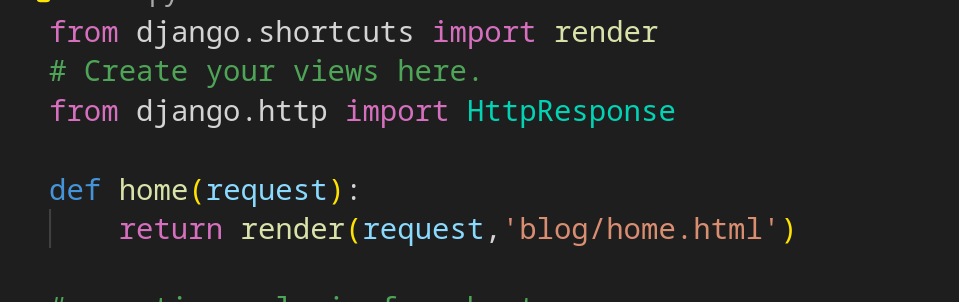 from django.shortcuts import render
# Create your views here.
from django.http import HttpResponse
def home(request):
    return render(request,'blog/home.html')